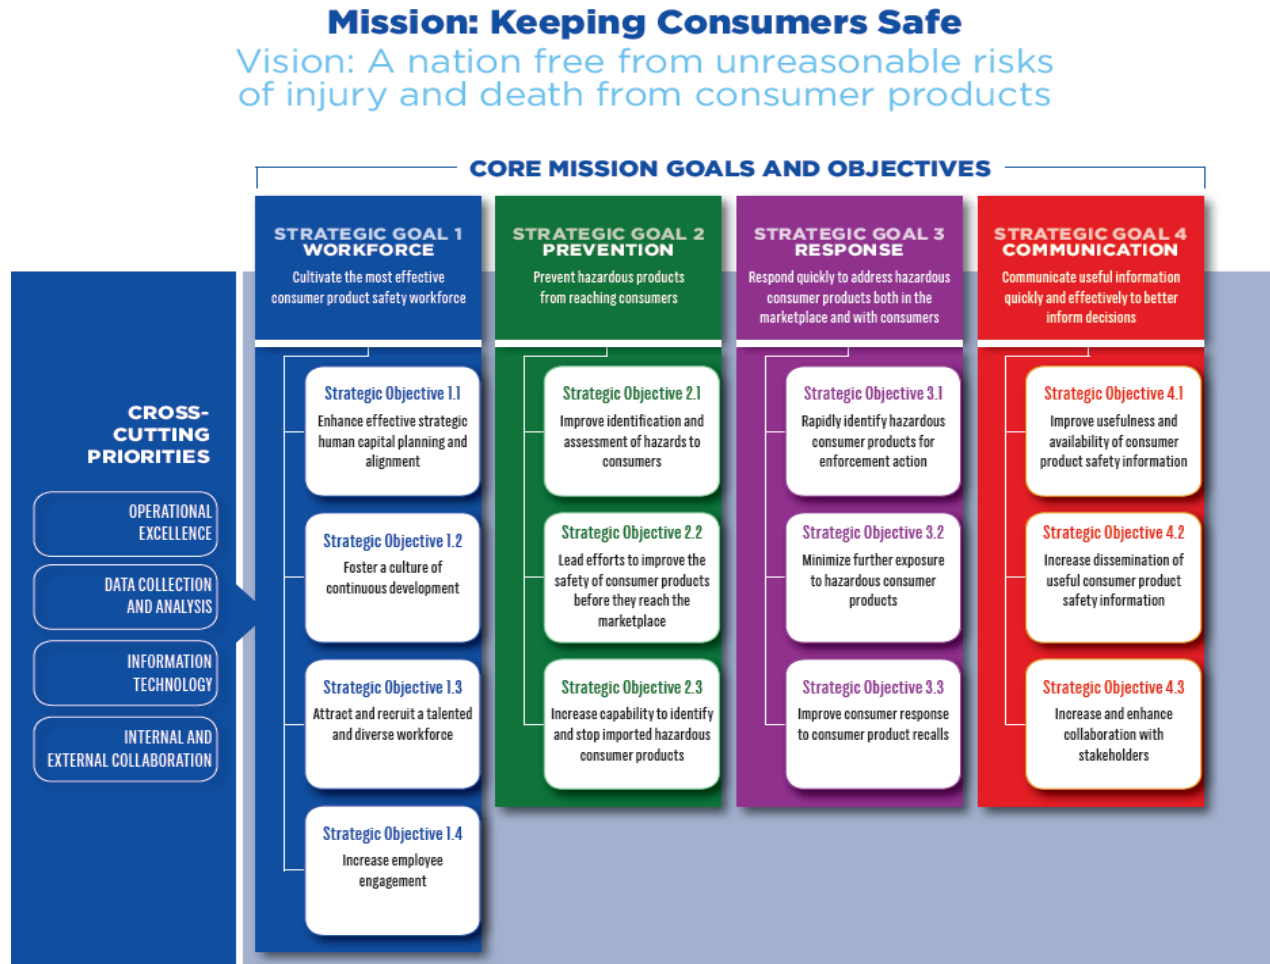 Mission: Keeping Consumers Safe
Vision: A nation free from unreasonable risks
of injury and death from consumer products
CORE MISSION GOALS AND OBJECTIVES
CROSS-
CUTTING
PRIORITIES
OPERATIONAL
EXCELLENCE
DATA COLLECTION
AND ANALYSIS
INFORMATION
TECHNOLOGY
INTERNAL AND
EXTERNAL COLLABORATION
STRATEGIC GOAL 1
WORKFORCE
Cultivate the most effective
consumer product safety workforce
Strategic Objective 1.1
Enhance effective strategic
human capital planning and
alignment
Strategic Objective 1.2
Foster a culture of
continuous development
Strategic Objective 1.3
Attract and recruit a talented
and diverse workforce
Strategic Objective 1.4
Increase employee
engagement
STRATEGIC GOAL 2
PREVENTION
Prevent hazardous products
from reaching consumers
Strategic Objective 2.1
Improve identification and
assessment of hazards to
consumers
Strategic Objective 2.2
Lead efforts to improve the
safety of consumer products
before they reach the
marketplace
Strategic Objective 2.3
Increase capability to identify
and stop imported hazardous
consumer products
STRATEGIC GOAL 3
RESPONSE
Respond quickly to address hazardous
consumer products both in the
marketplace and with consumers
Strategic Objective 3.1
Rapidly identify hazardous
consumer products for
enforcement action
Strategic Objective 3.2
Minimize further exposure
to hazardous consumer
products
Strategic Objective 3.3
Improve consumer response
to consumer product recalls
STRATEGIC GOAL 4
COMMUNICATION
Communicate useful information
quickly and effectively to better
inform decisions
Strategic Objective 4.1
Improve usefulness and
availability of consumer
product safety information
Strategic Objective 4.2
Increase dissemination of
useful consumer product
safety information
Strategic Objective 4.3
Increase and enhance
collaboration with
stakeholders